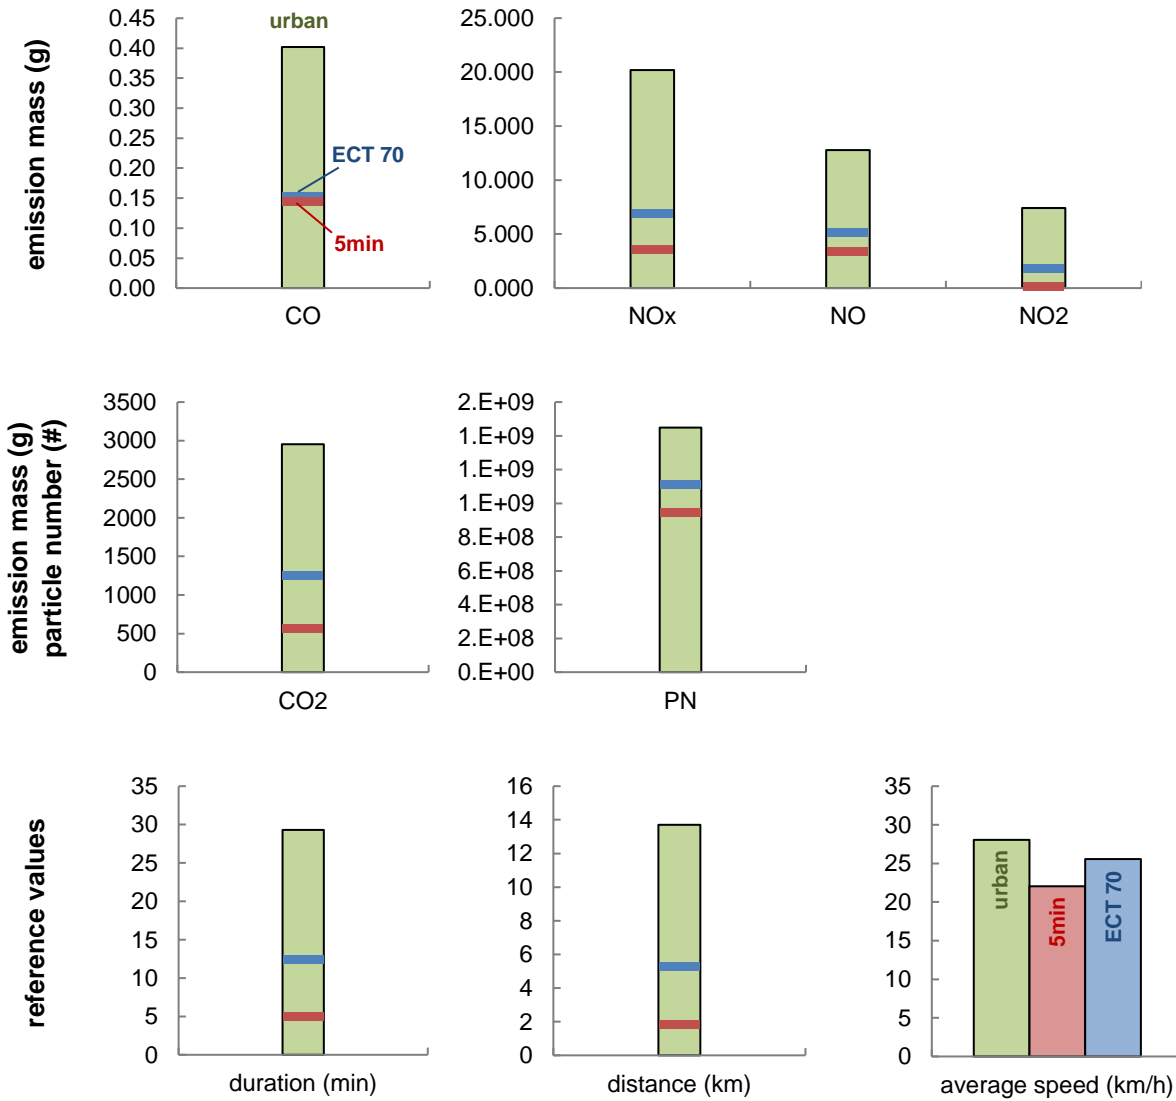 emission mass (g)
0.45
0.40
0.35
0.30
0.25
0.20
0.15
0.10
0.05
0.00
urban
ECT 70
5min
CO
25.000
20.000
15.000
10.000
5.000
0.000
NOx
NO
NO2
emission mass (g)
particle number (#)
3500
3000
2500
2000
1500
1000
500
0
CO2
2.E+09
1.E+09
1.E+09
1.E+09
8.E+08
6.E+08
4.E+08
2.E+08
0.E+00
PN
reference values
35
30
25
20
15
10
5
0
duration (min)
16
14
12
10
8
6
4
2
0
distance (km)
35
30
25
20
15
10
5
0
urban
5min
ECT 70
average speed (km/h)